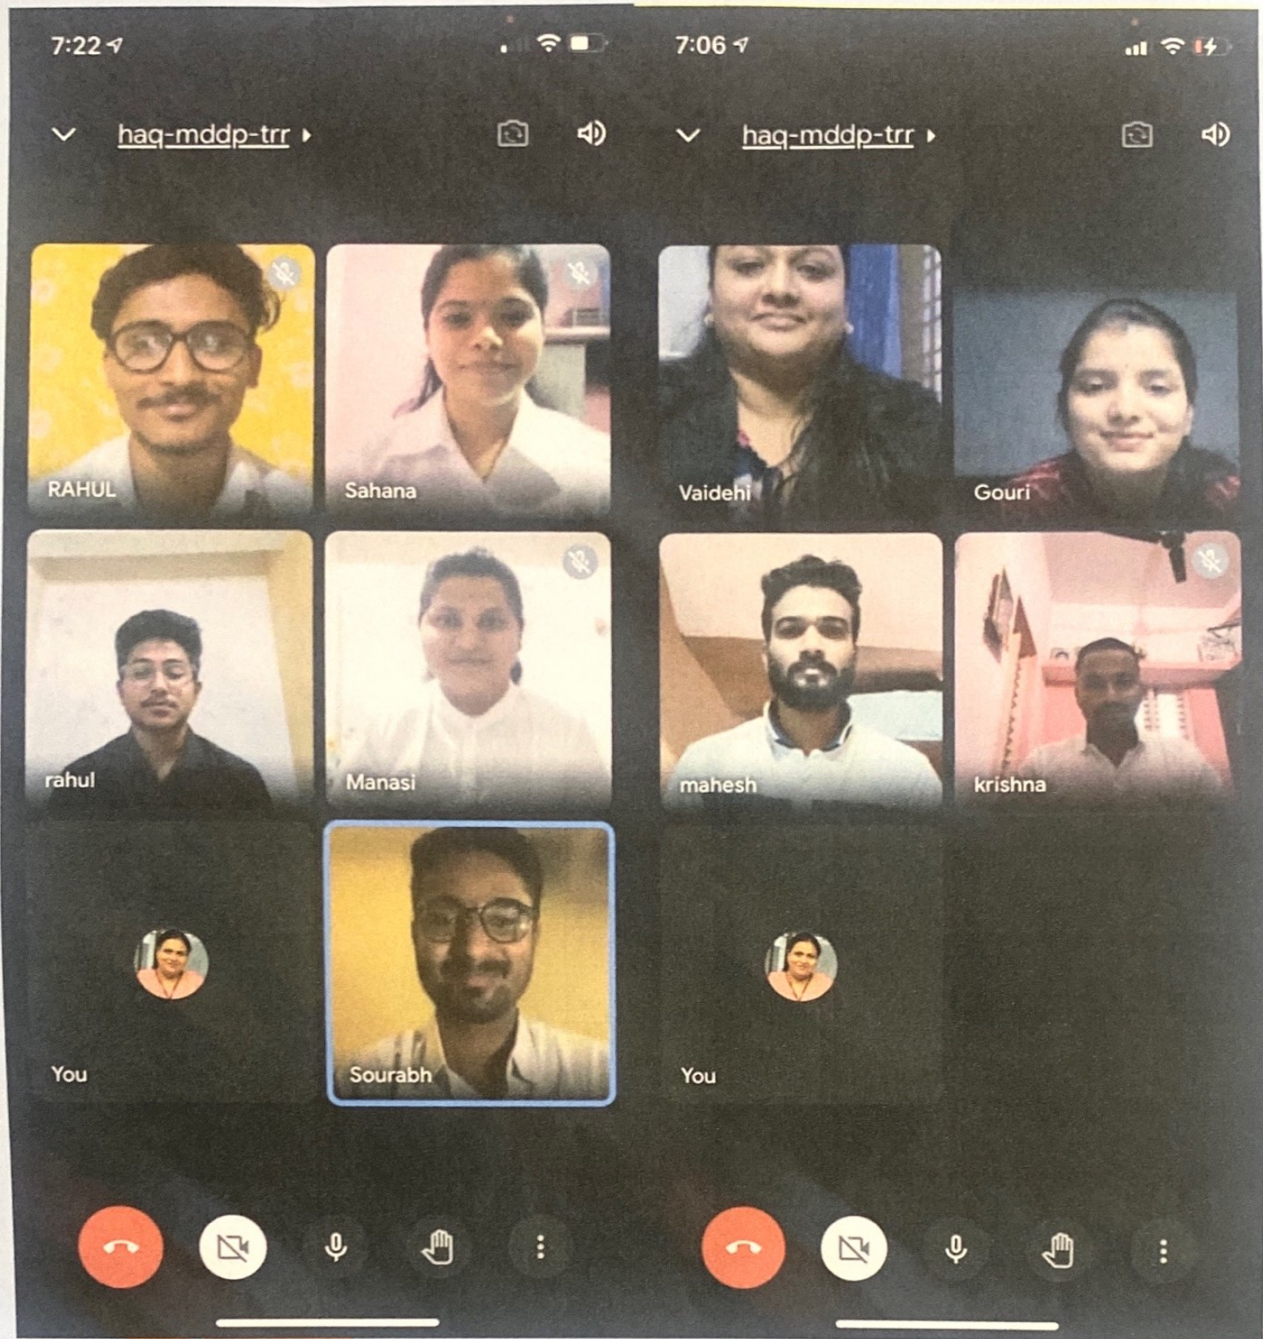 7:22
haq-mddp-trr
RAHUL
Sahana
rahul
Manasi
You
Sourabh
7:06
haq-mddp-trr
Vaidehi
Gouri
mahesh
krishna
You